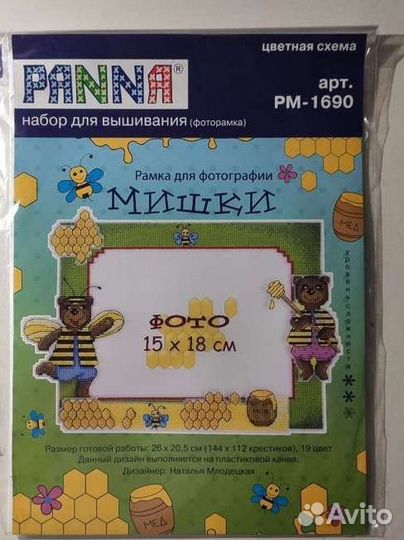 цветная схема
PANNA®
арт.
РМ-1690
набор для вышивания (фоторамка)
Рамка для фотографии
МИШКИ
МЕД
уровень сложности
ФОТО
15 х 18 см
Размер готовой работы: 26 х 20,5 см (144 х 112 крестиков), 19 цвет
Данный дизайн выполняется на пластиковой канве.
Дизайнер: Наталья Млодецкая
МЕД
Avito